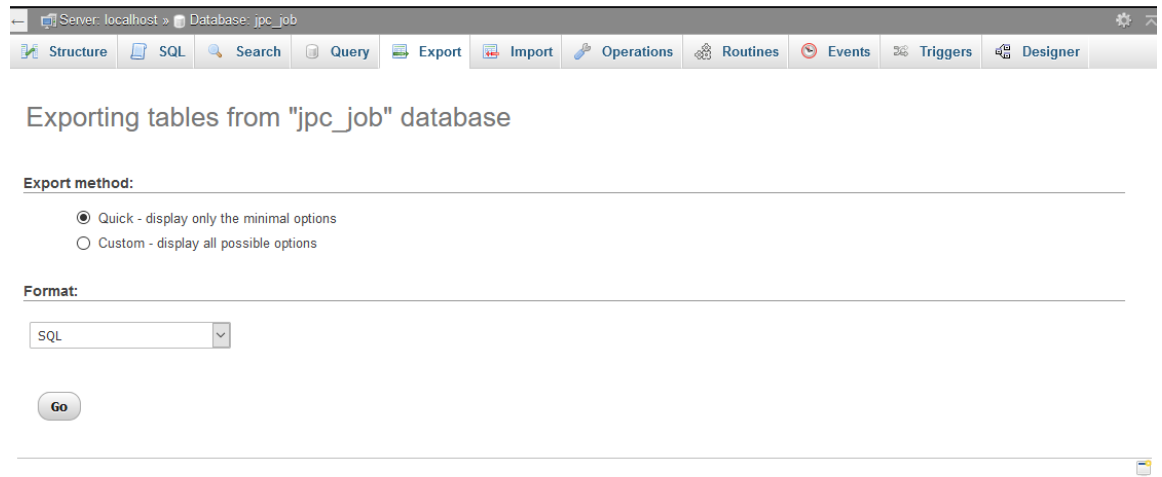 Server: localhost » Database: jpc_job
Structure SQL Search Query Export Import Operations Routines Events Triggers Designer
Exporting tables from "jpc_job" database
Export method:
Quick - display only the minimal options
Custom - display all possible options
Format:
SQL
Go